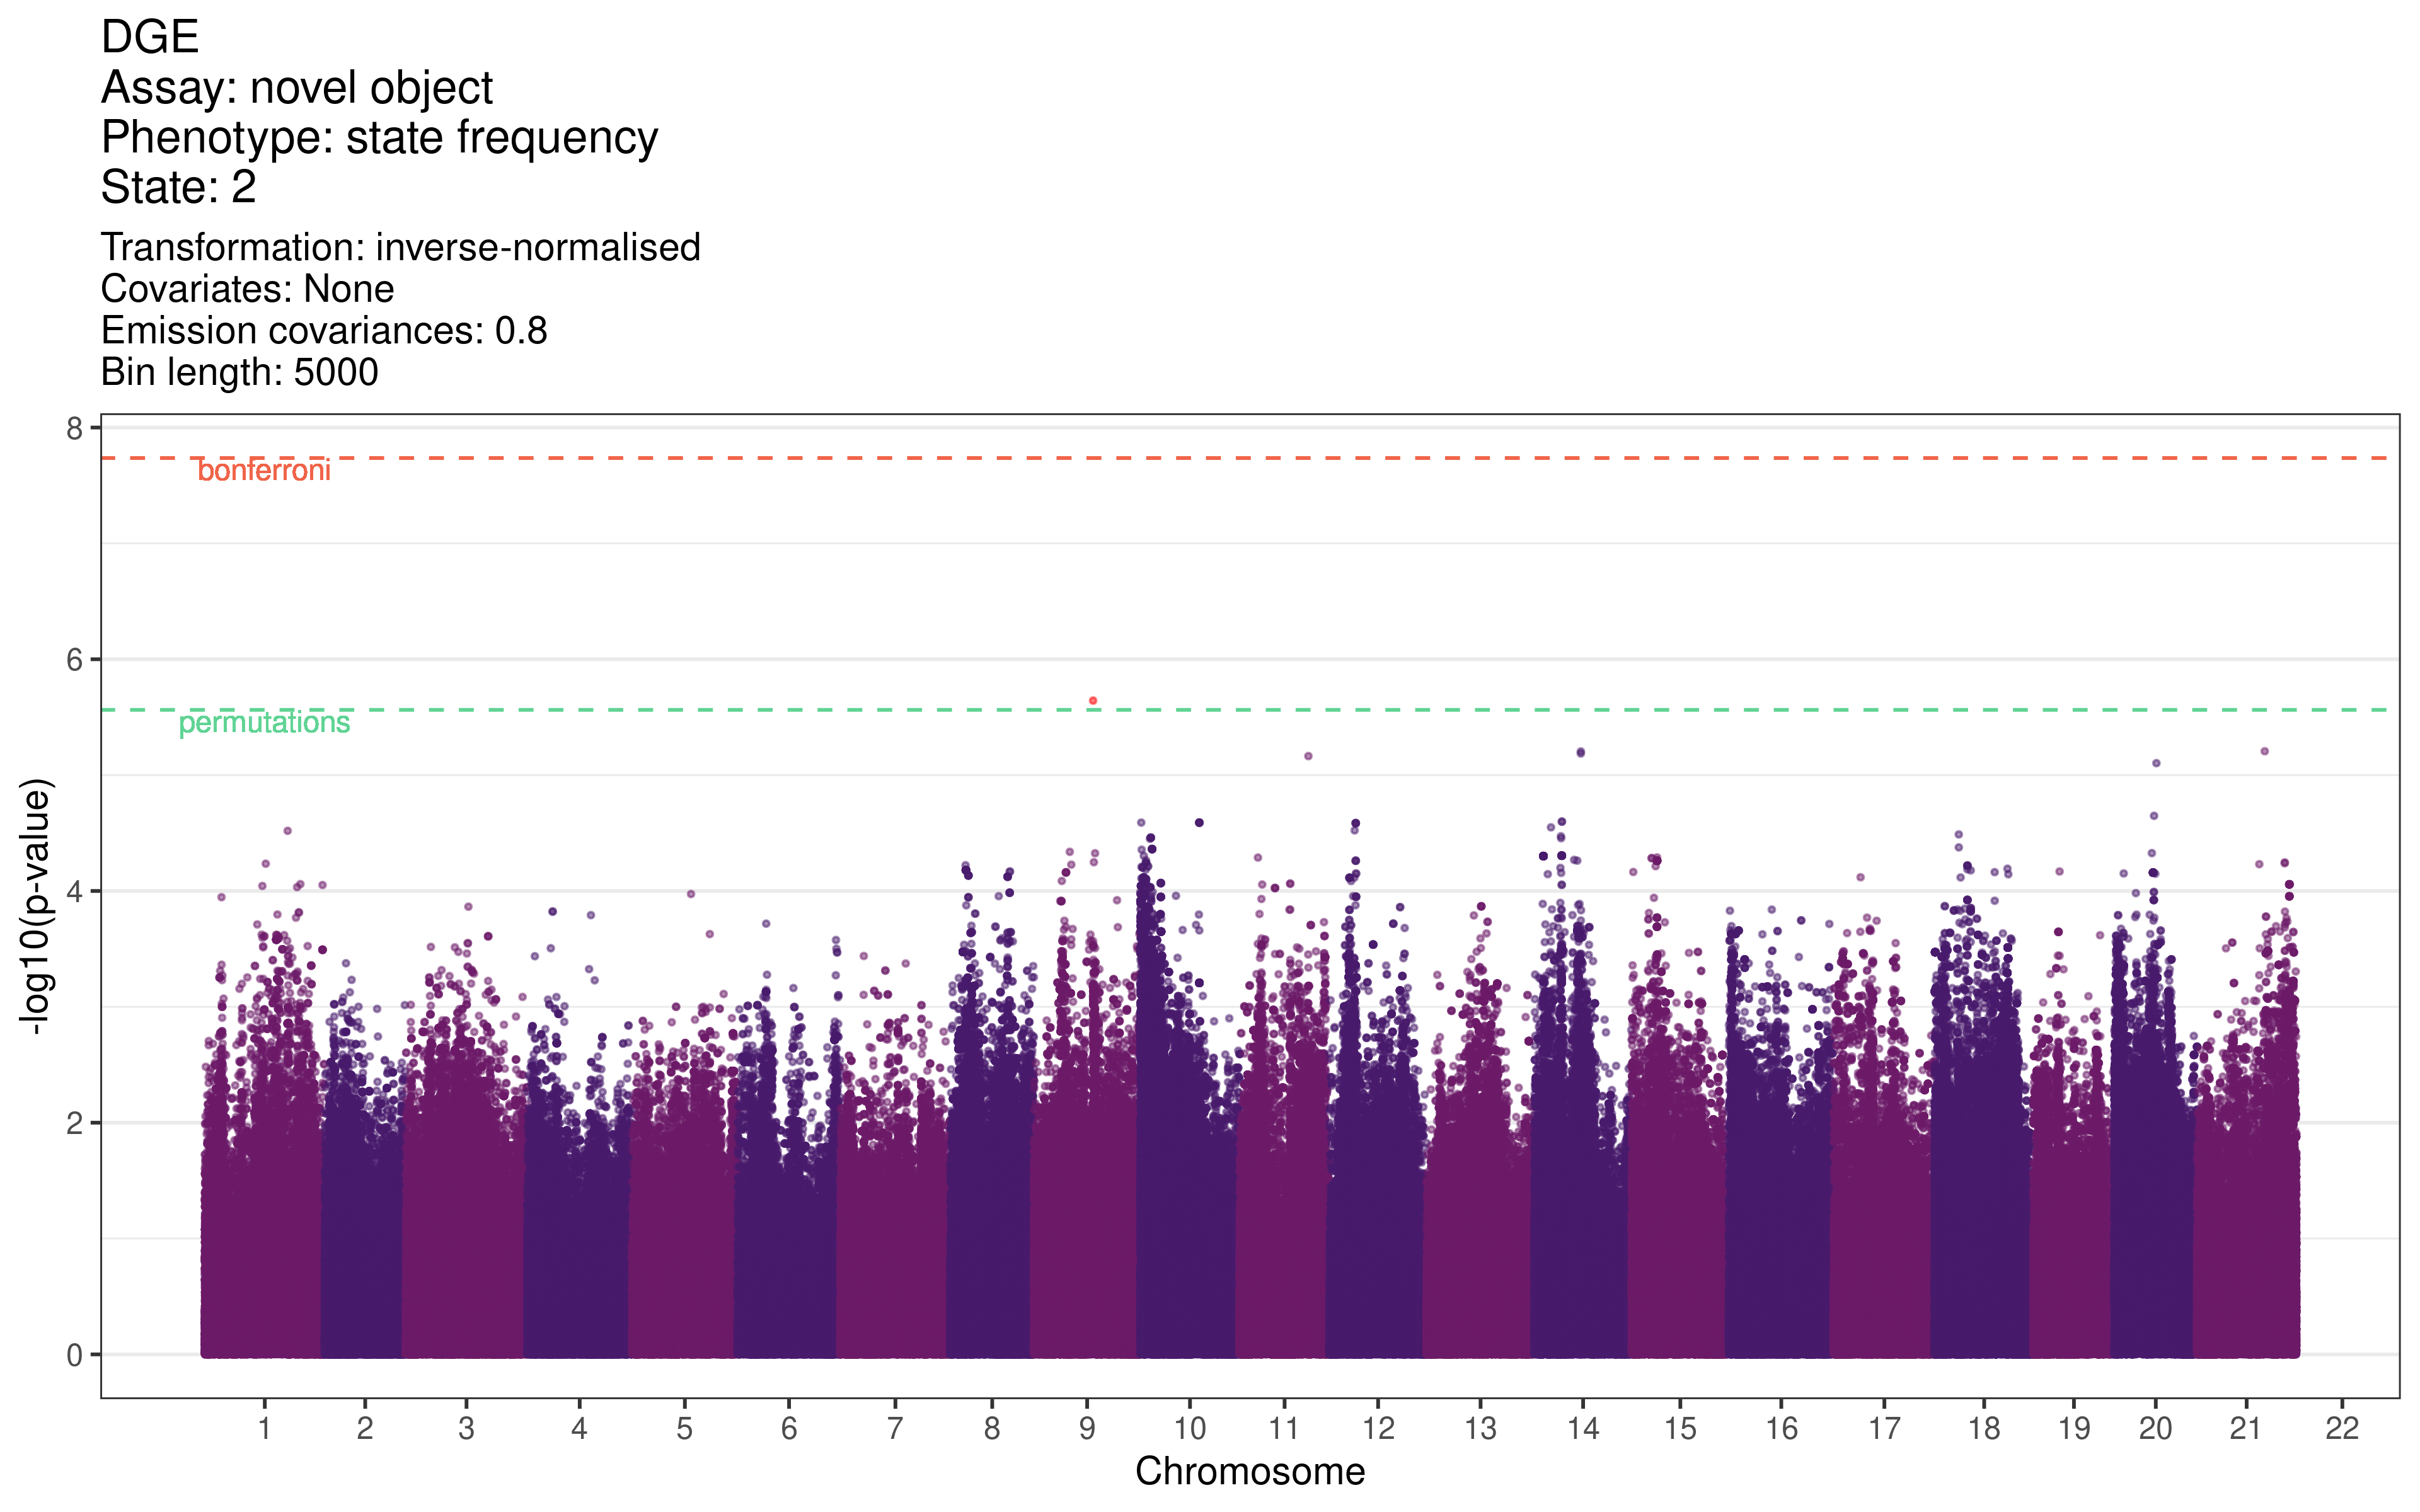 DGE
Assay: novel object
Phenotype: state frequency
State: 2
Transformation: inverse-normalised
Covariates: None
Emission covariances: 0.8
Bin length: 5000
8
bonferroni
6
permutations
4
2
0
-log10(p-value)
1 2 3 4 5 6 7 8 9 10 11 12 13 14 15 16 17 18 19 20 21 22
Chromosome